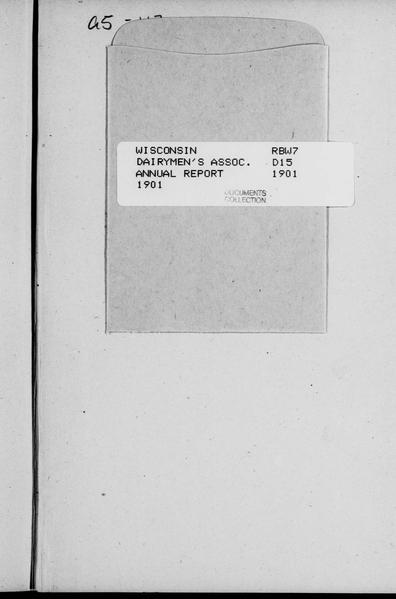 WISCONSIN RBW7
DAIRYMEN'S ASSOC. D15
ANNUAL REPORT 1901
1901
DOCUMENTS
COLLECTION